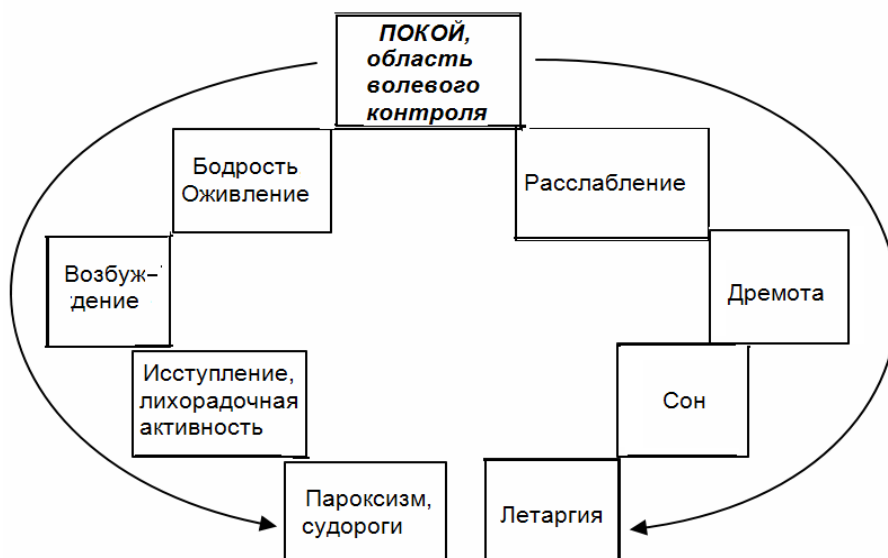 ПОКОЙ,
область
волевого
контроля
Бодрость
Оживление
Расслабление
Возбуж–
дение
Дремота
Исступление,
лихорадочная
активность
Сон
Пароксизм,
судороги
Летаргия